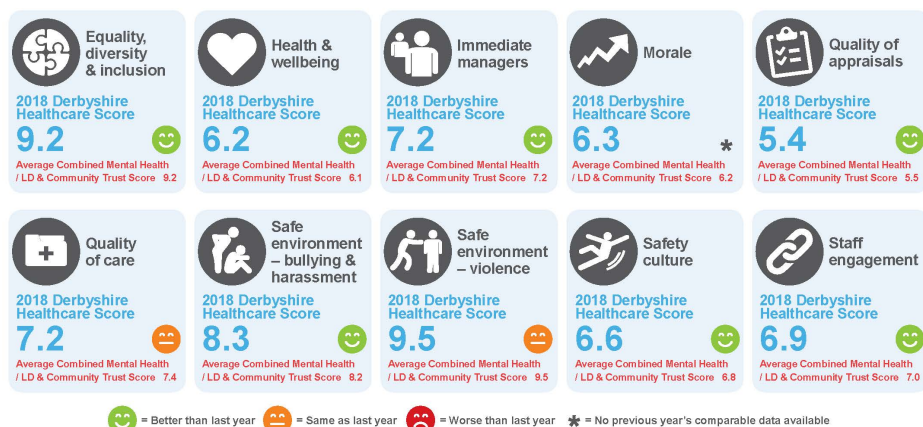 Equality,
diversity
& inclusion
2018 Derbyshire
Healthcare Score
9.2
Average Combined Mental Health
/ LD & Community Trust Score 9.2
Health &
wellbeing
2018 Derbyshire
Healthcare Score
6.2
Average Combined Mental Health
/ LD & Community Trust Score 6.1
Immediate
managers
2018 Derbyshire
Healthcare Score
7.2
Average Combined Mental Health
/ LD & Community Trust Score 7.2
Morale
2018 Derbyshire
Healthcare Score
6.3
*
Average Combined Mental Health
/ LD & Community Trust Score 6.2
Quality of
appraisals
2018 Derbyshire
Healthcare Score
5.4
Average Combined Mental Health
/ LD & Community Trust Score 5.5
Quality
of care
2018 Derbyshire
Healthcare Score
7.2
Average Combined Mental Health
/ LD & Community Trust Score 7.4
Safe
environment
– bullying &
harassment
2018 Derbyshire
Healthcare Score
8.3
Average Combined Mental Health
/ LD & Community Trust Score 8.2
Safe
environment
– violence
2018 Derbyshire
Healthcare Score
9.5
Average Combined Mental Health
/ LD & Community Trust Score 9.5
Safety
culture
2018 Derbyshire
Healthcare Score
6.6
Average Combined Mental Health
/ LD & Community Trust Score 6.8
Staff
engagement
2018 Derbyshire
Healthcare Score
6.9
Average Combined Mental Health
/ LD & Community Trust Score 7.0
= Better than last year = Same as last year = Worse than last year * = No previous year's comparable data available